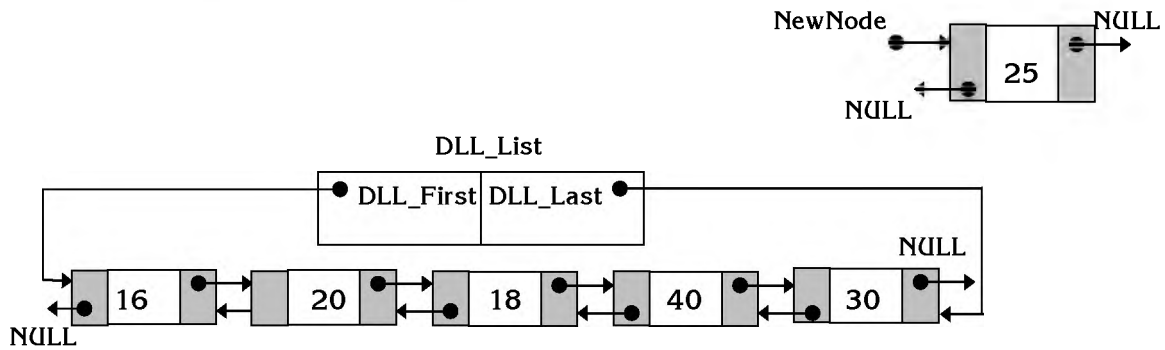 NewNode
NULL
25
NULL
DLL_List
DLL_First DLL_Last
NULL
16 20 18 40 30
NULL